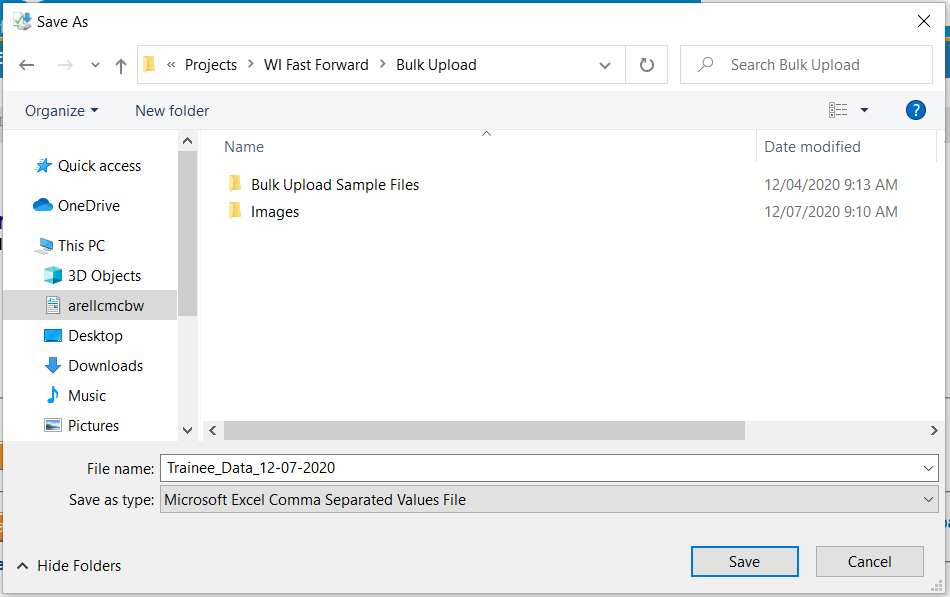 Save As
« Projects > WI Fast Forward > Bulk Upload
Search Bulk Upload
Organize
New folder
?
Name
Date modified
Quick access
OneDrive
This PC
3D Objects
arellcmcbw
Desktop
Downloads
Music
Pictures
Bulk Upload Sample Files 12/04/2020 9:13 AM
Images 12/07/2020 9:10 AM
File name: Trainee_Data_12-07-2020
Save as type: Microsoft Excel Comma Separated Values File
Hide Folders
Save
Cancel